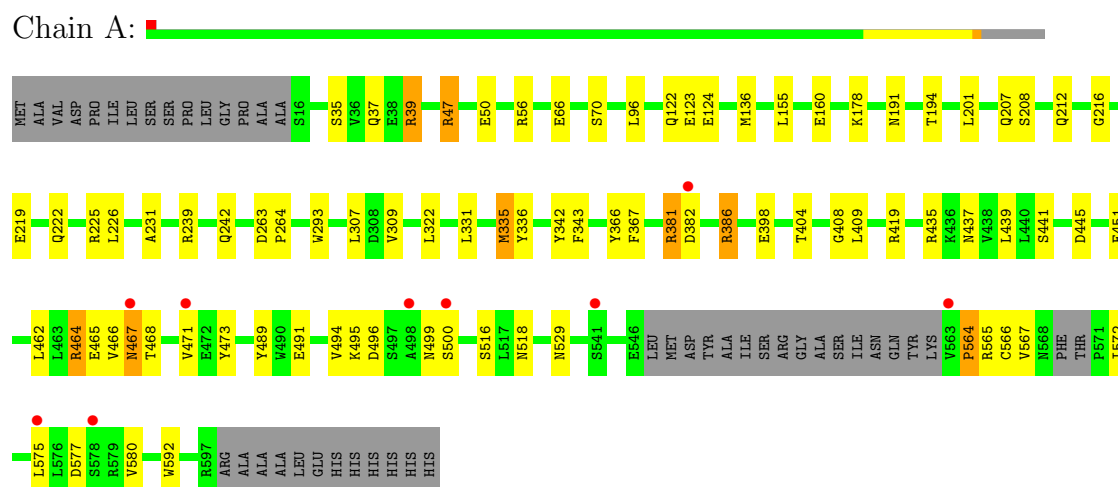 Chain A:
MET ALA VAL ASP PRO ILE LEU SER SER PRO LEU GLY PRO ALA ALA S16 S35 V36 Q37 E38 R39 R47 E50 R56 E66 S70 L96 Q122 E123 E124 M136 L155 E160 K178 N191 T194 L201 Q207 S208 Q212 G216
E219 Q222 R225 L226 A231 R239 Q242 D263 P264 W293 L307 D308 V309 L322 L331 M335 Y336 Y342 F343 Y366 F367 R381 D382 R386 E398 T404 G408 L409 R419 R435 K436 N437 V438 L439 L440 S441 D445
L462 L463 R464 E465 V466 N467 T468 V471 E472 Y473 Y489 W490 E491 V494 K495 D496 S497 A498 N499 S500 S516 L517 N518 N529 S541 E546 LEU MET ASP TYR ALA ILE SER ARG GLY ALA SER ILE ASN GLN TYR LYS V563 P564 R565 C566 V567 N568 PHE THR P571
L575 L576 D577 S578 R579 V580 W592 R597 ARG ALA ALA ALA LEU GLU HIS HIS HIS HIS HIS HIS